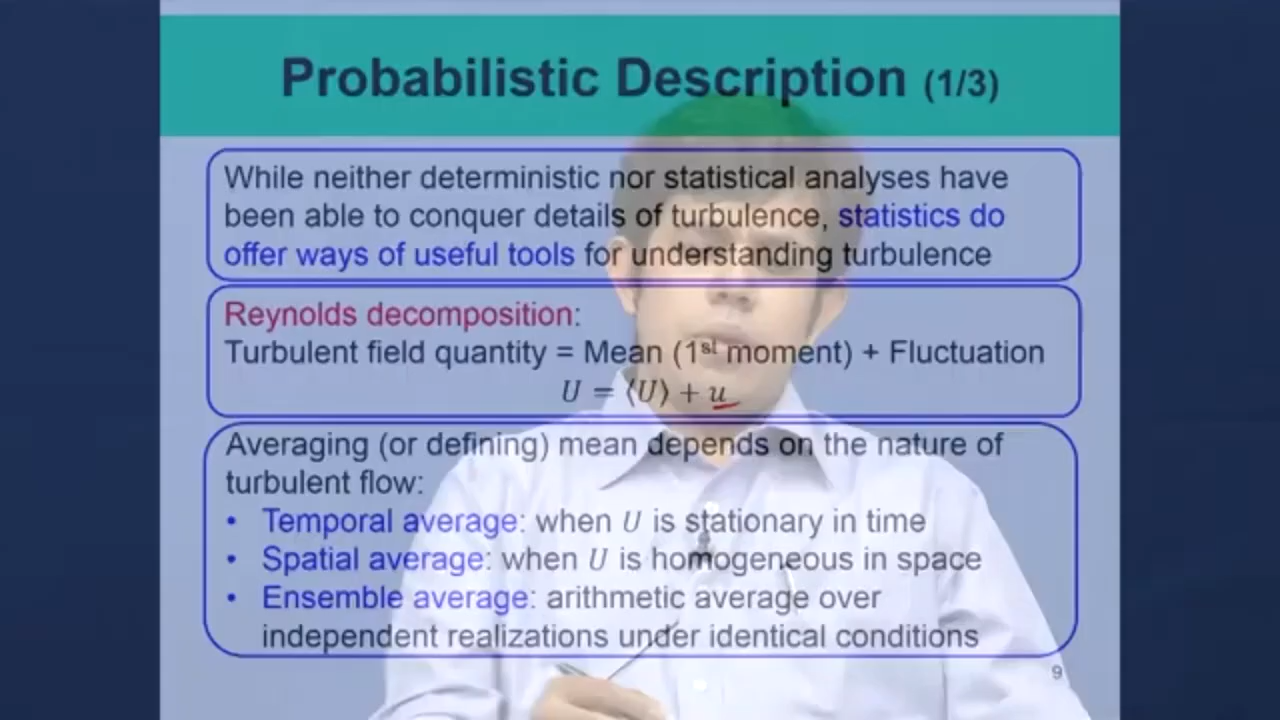 Probabilistic Description (1/3)
While neither deterministic nor statistical analyses have
been able to conquer details of turbulence, statistics do
offer ways of useful tools for understanding turbulence
Reynolds decomposition:
Turbulent field quantity = Mean (1st moment) + Fluctuation
U = ⟨U⟩ + u
Averaging (or defining) mean depends on the nature of
turbulent flow:
• Temporal average: when U is stationary in time
• Spatial average: when U is homogeneous in space
• Ensemble average: arithmetic average over
independent realizations under identical conditions
9